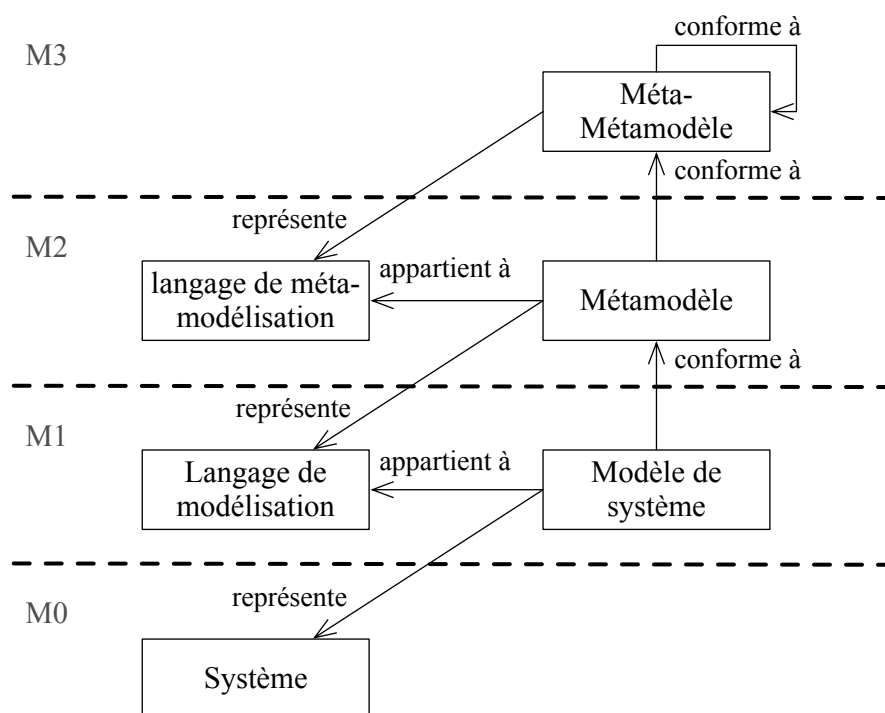 conforme à
M3
Méta-
Métamodèle
conforme à
représente
M2
langage de méta-
modélisation
appartient à
Métamodèle
conforme à
représente
M1
Langage de
modélisation
appartient à
Modèle de
système
représente
M0
Système